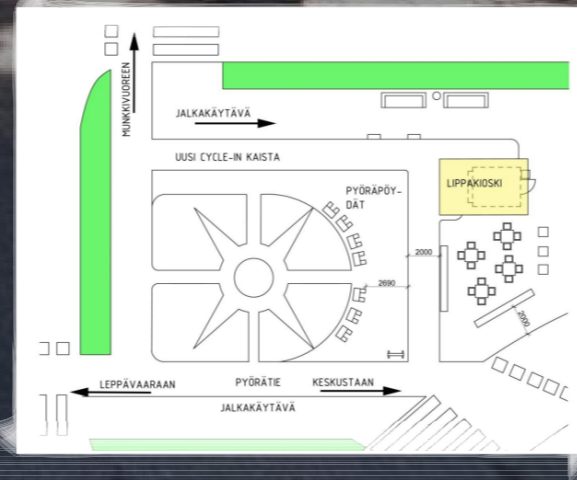 MUNKKIVUOREEN
JALKAKÄYTÄVÄ
UUSI CYCLE-IN KAISTA
LIPPAKIOSKI
PYÖRÄPÖY-
DÄT
2000
2690
2000
LEPPÄVAARAAN
PYÖRÄTIE
KESKUSTAAN
JALKAKÄYTÄVÄ